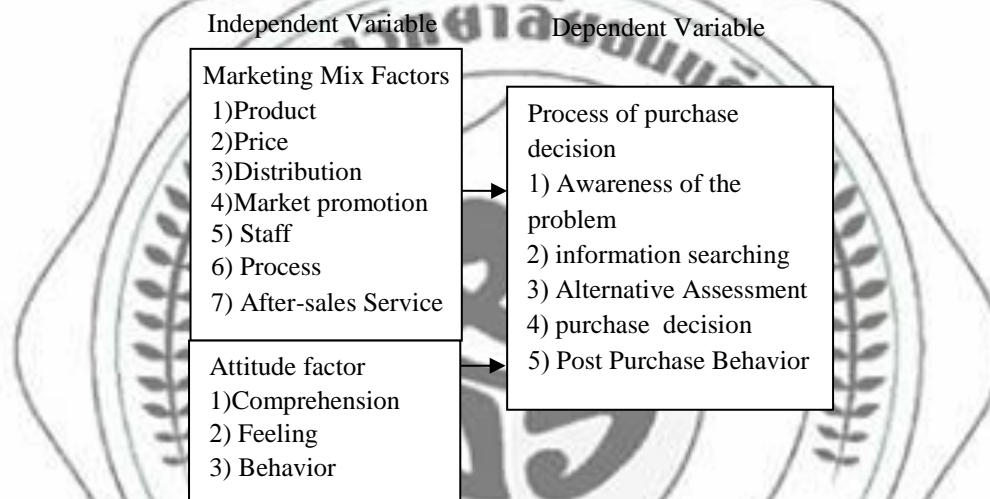 Independent Variable
Dependent Variable
Marketing Mix Factors
1)Product
2)Price
3)Distribution
4)Market promotion
5) Staff
6) Process
7) After-sales Service
Attitude factor
1)Comprehension
2) Feeling
3) Behavior
Process of purchase
decision
1) Awareness of the
problem
2) information searching
3) Alternative Assessment
4) purchase  decision
5) Post Purchase Behavior